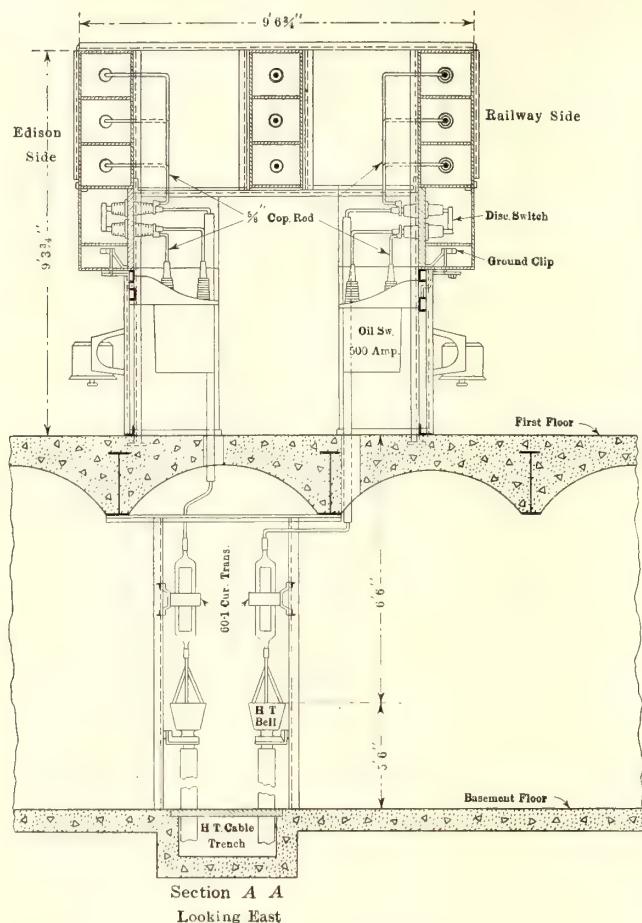 9'6¾"
Edison
Side
Railway Side
9'3¾"
⅝" Cop. Rod
Disc. Switch
Ground Clip
Oil Sw.
500 Amp.
First Floor
60-1 Cur. Trans.
6'6"
H T
Bell
5'6"
Basement Floor
H T. Cable
Trench
Section A A
Looking East